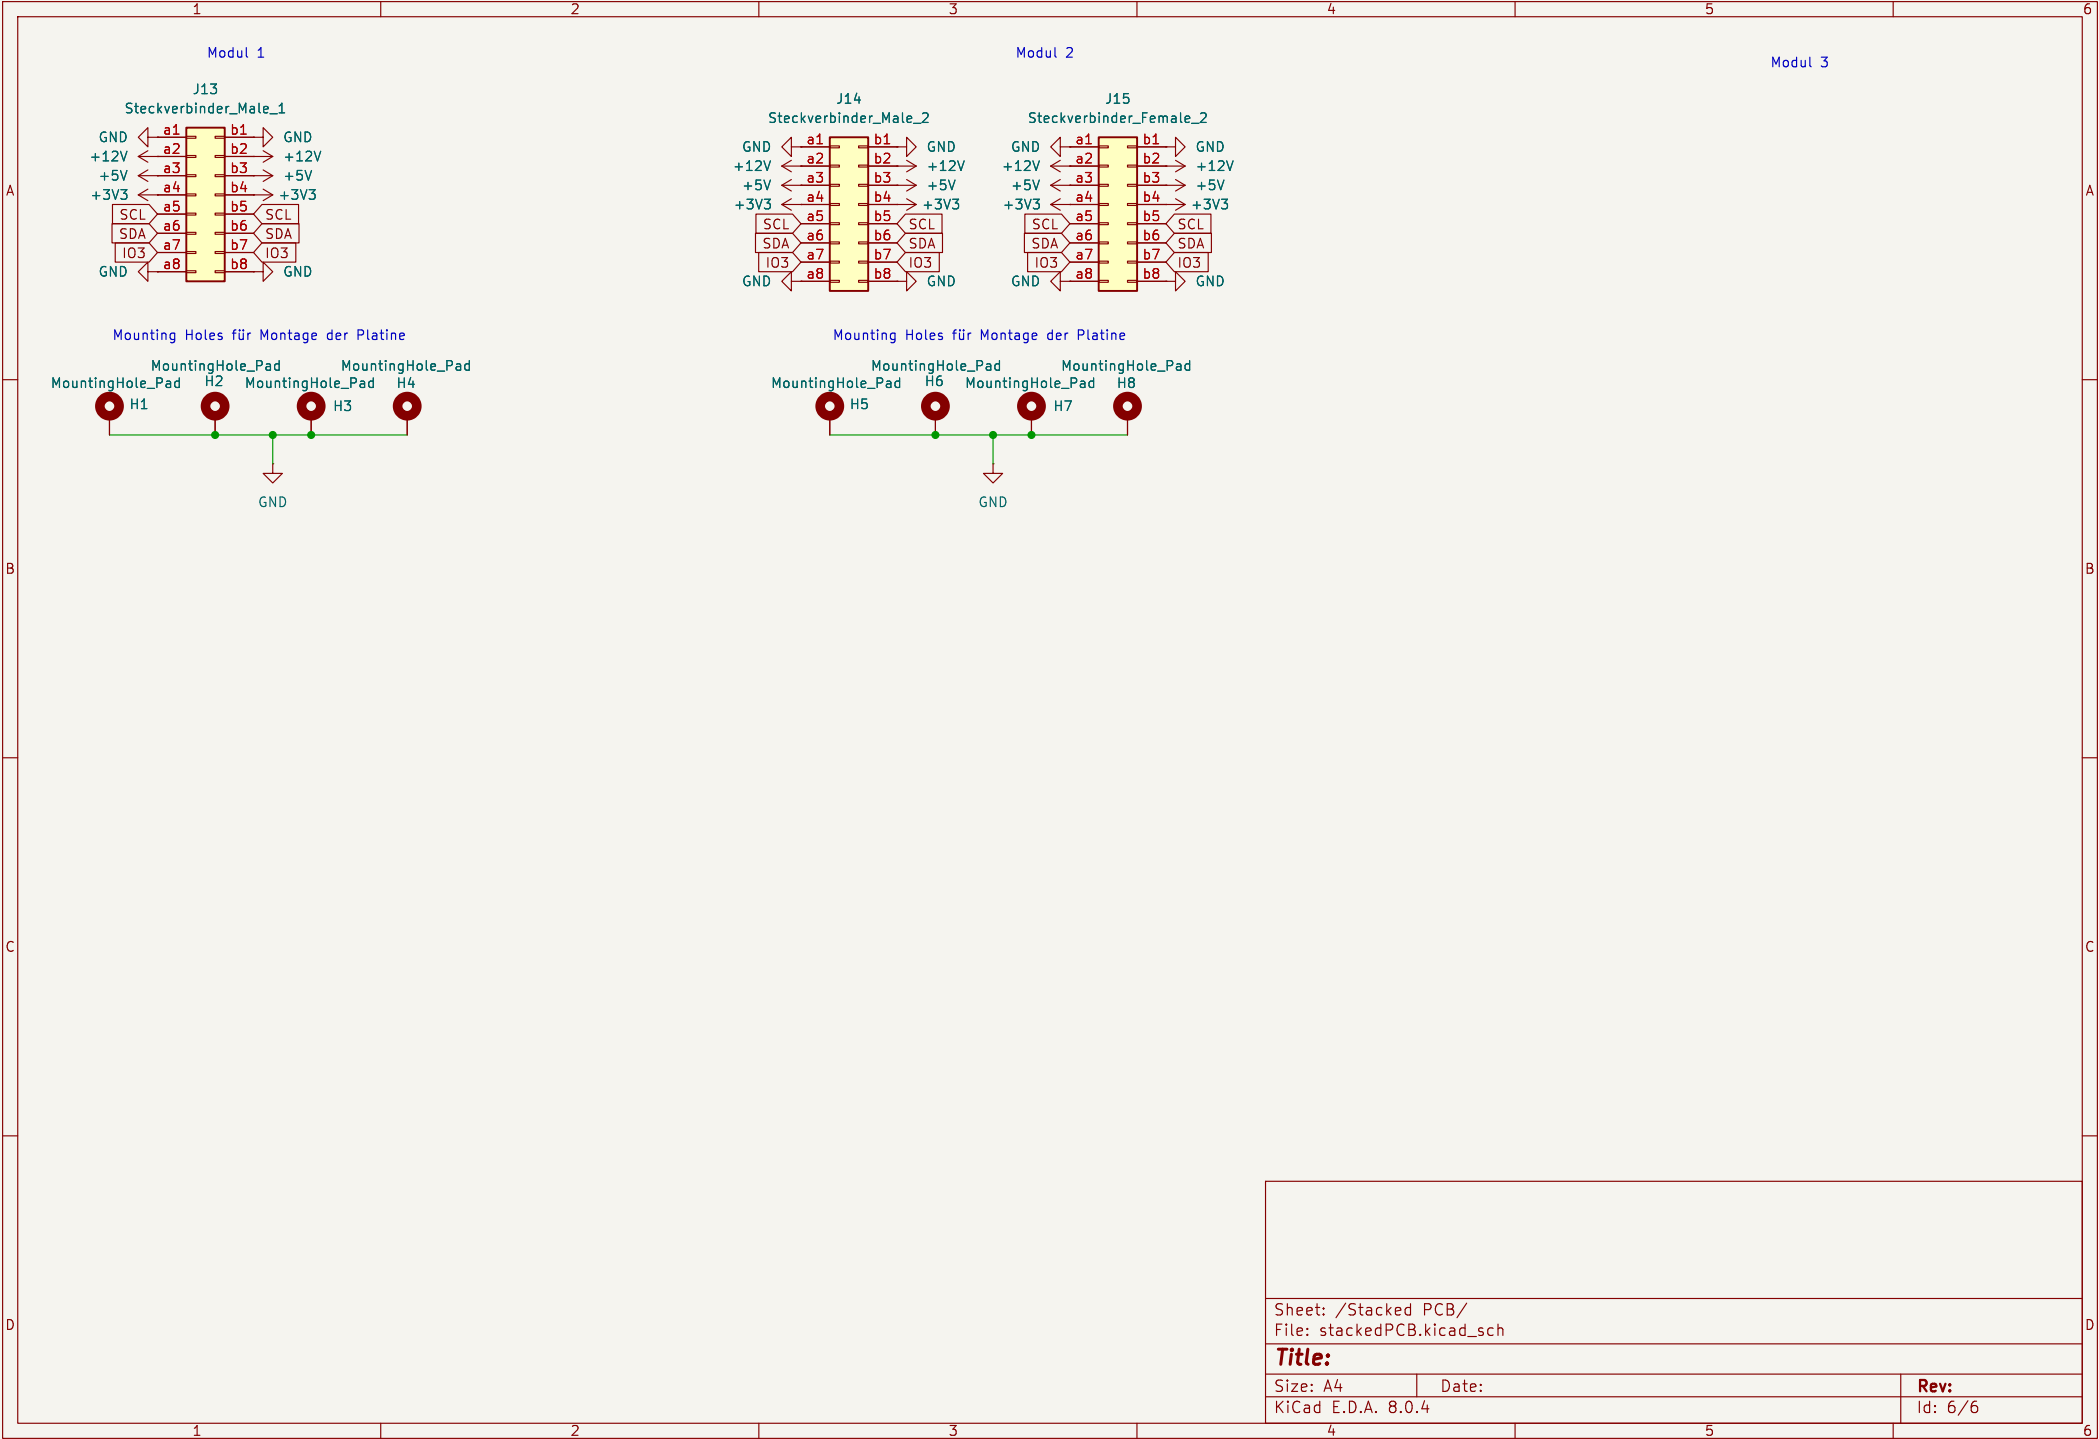 1 2 3 4 5 6
Modul 1
Modul 2
Modul 3
J13
Steckverbinder_Male_1
GND a1 b1 GND
+12V a2 b2 +12V
+5V a3 b3 +5V
+3V3 a4 b4 +3V3
SCL a5 b5 SCL
SDA a6 b6 SDA
IO3 a7 b7 IO3
GND a8 b8 GND
J14
Steckverbinder_Male_2
GND a1 b1 GND
+12V a2 b2 +12V
+5V a3 b3 +5V
+3V3 a4 b4 +3V3
SCL a5 b5 SCL
SDA a6 b6 SDA
IO3 a7 b7 IO3
GND a8 b8 GND
J15
Steckverbinder_Female_2
GND a1 b1 GND
+12V a2 b2 +12V
+5V a3 b3 +5V
+3V3 a4 b4 +3V3
SCL a5 b5 SCL
SDA a6 b6 SDA
IO3 a7 b7 IO3
GND a8 b8 GND
A A
Mounting Holes für Montage der Platine
MountingHole_Pad
H1
MountingHole_Pad
H2
MountingHole_Pad
H3
MountingHole_Pad
H4
GND
Mounting Holes für Montage der Platine
MountingHole_Pad
H5
MountingHole_Pad
H6
MountingHole_Pad
H7
MountingHole_Pad
H8
GND
B B
C C
D D
Sheet: /Stacked PCB/
File: stackedPCB.kicad_sch
Title:
Size: A4 Date: Rev:
KiCad E.D.A. 8.0.4 Id: 6/6
1 2 3 4 5 6